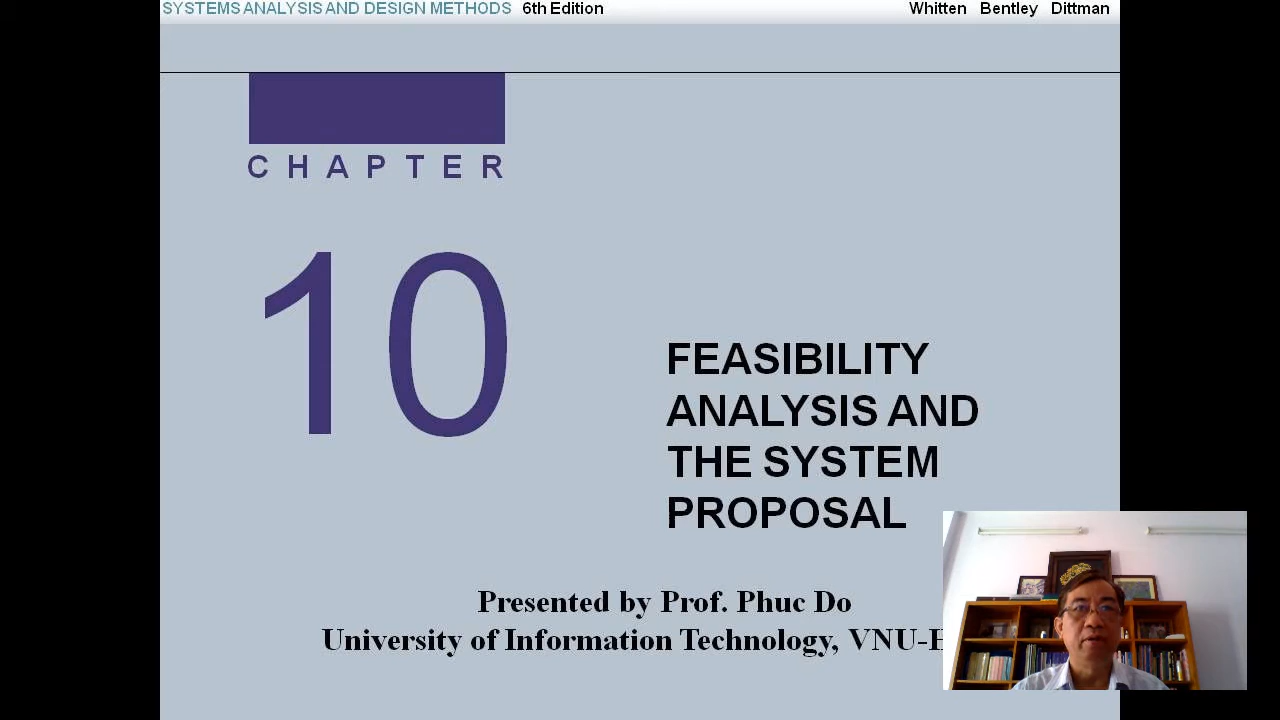 SYSTEMS ANALYSIS AND DESIGN METHODS 6th Edition Whitten Bentley Dittman
CHAPTER
10
FEASIBILITY
ANALYSIS AND
THE SYSTEM
PROPOSAL
Presented by Prof. Phuc Do
University of Information Technology,